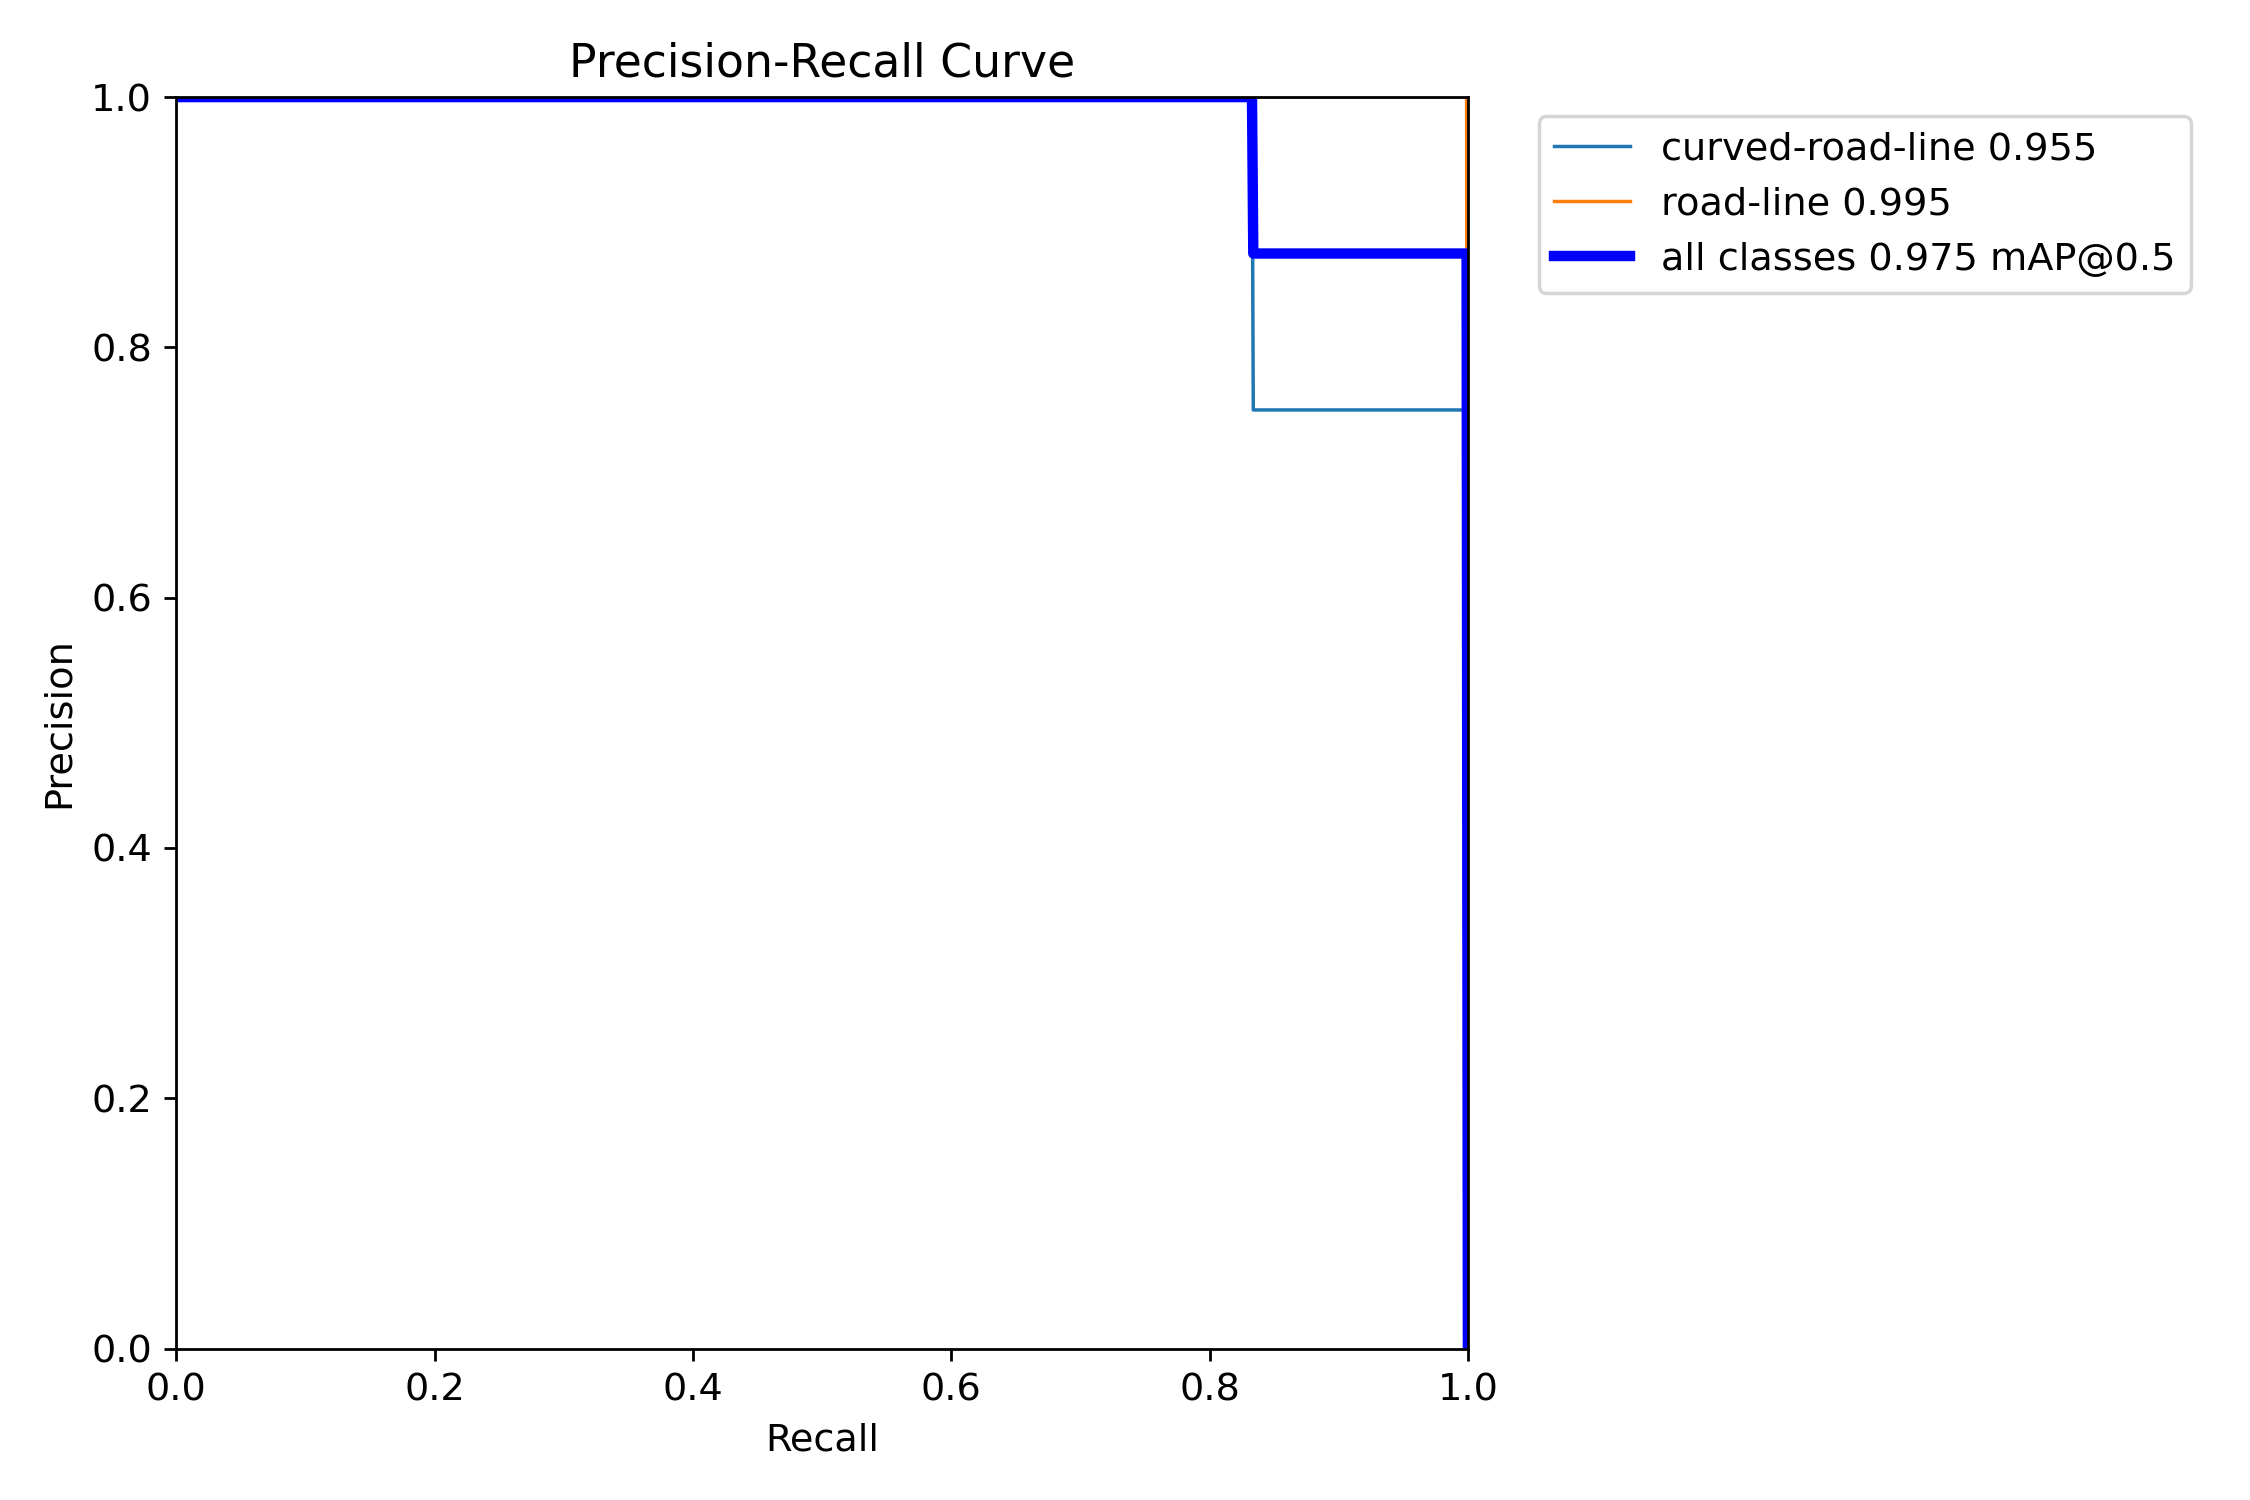 Precision-Recall Curve
1.0
0.8
0.6
0.4
0.2
0.0
Precision
0.0 0.2 0.4 0.6 0.8 1.0
Recall
curved-road-line 0.955
road-line 0.995
all classes 0.975 mAP@0.5